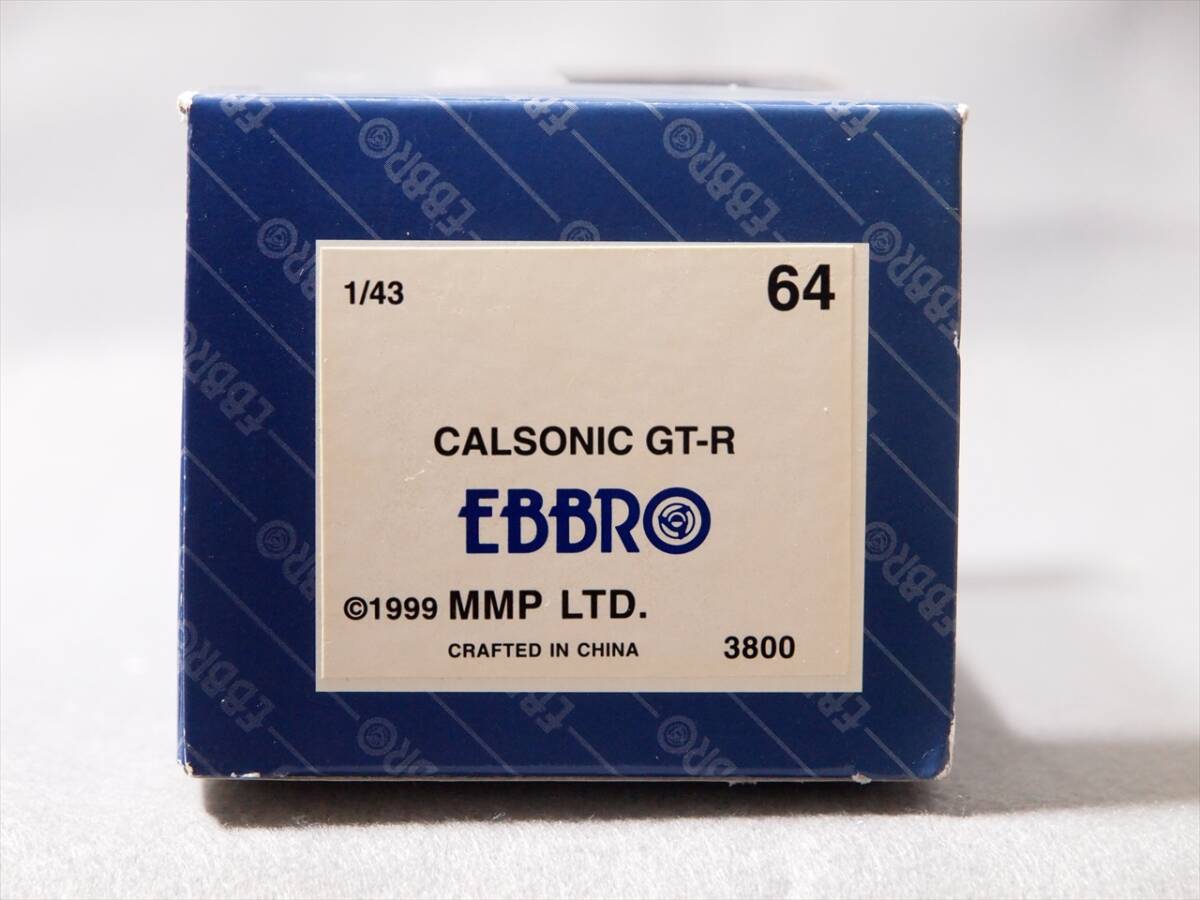 1/43 64
CALSONIC GT-R
EBBRO
©1999 MMP LTD.
CRAFTED IN CHINA 3800